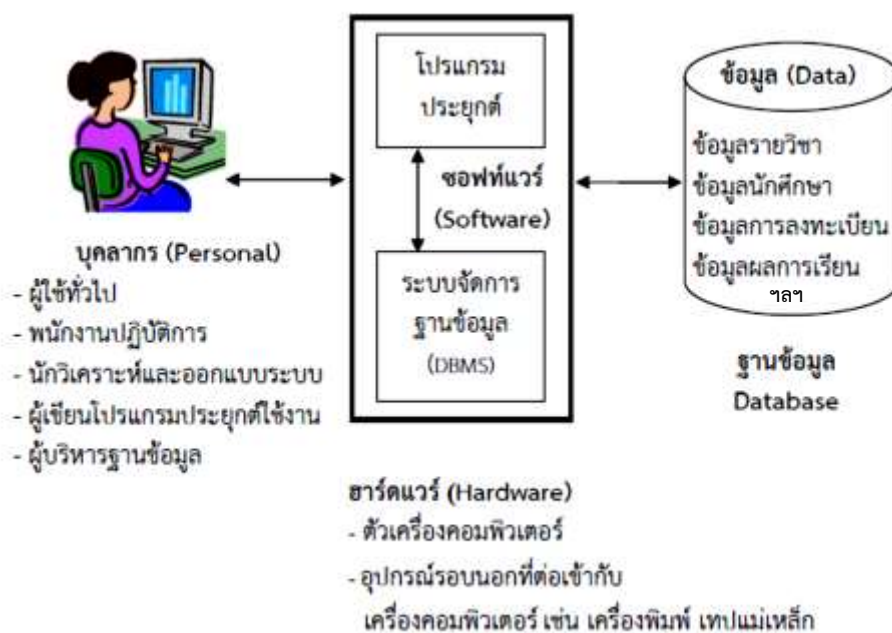 บุคลากร (Personal)
- ผู้ใช้ทั่วไป
- พนักงานปฏิบัติการ
- นักวิเคราะห์และออกแบบระบบ
- ผู้เขียนโปรแกรมประยุกต์ใช้งาน
- ผู้บริหารฐานข้อมูล
โปรแกรม
ประยุกต์
ซอฟท์แวร์
(Software)
ระบบจัดการ
ฐานข้อมูล
(DBMS)
ข้อมูล (Data)
ข้อมูลรายวิชา
ข้อมูลนักศึกษา
ข้อมูลการลงทะเบียน
ข้อมูลผลการเรียน
ฯลฯ
ฐานข้อมูล
Database
ฮาร์ดแวร์ (Hardware)
- ตัวเครื่องคอมพิวเตอร์
- อุปกรณ์รอบนอกที่ต่อเข้ากับ
เครื่องคอมพิวเตอร์ เช่น เครื่องพิมพ์ เทปแม่เหล็ก